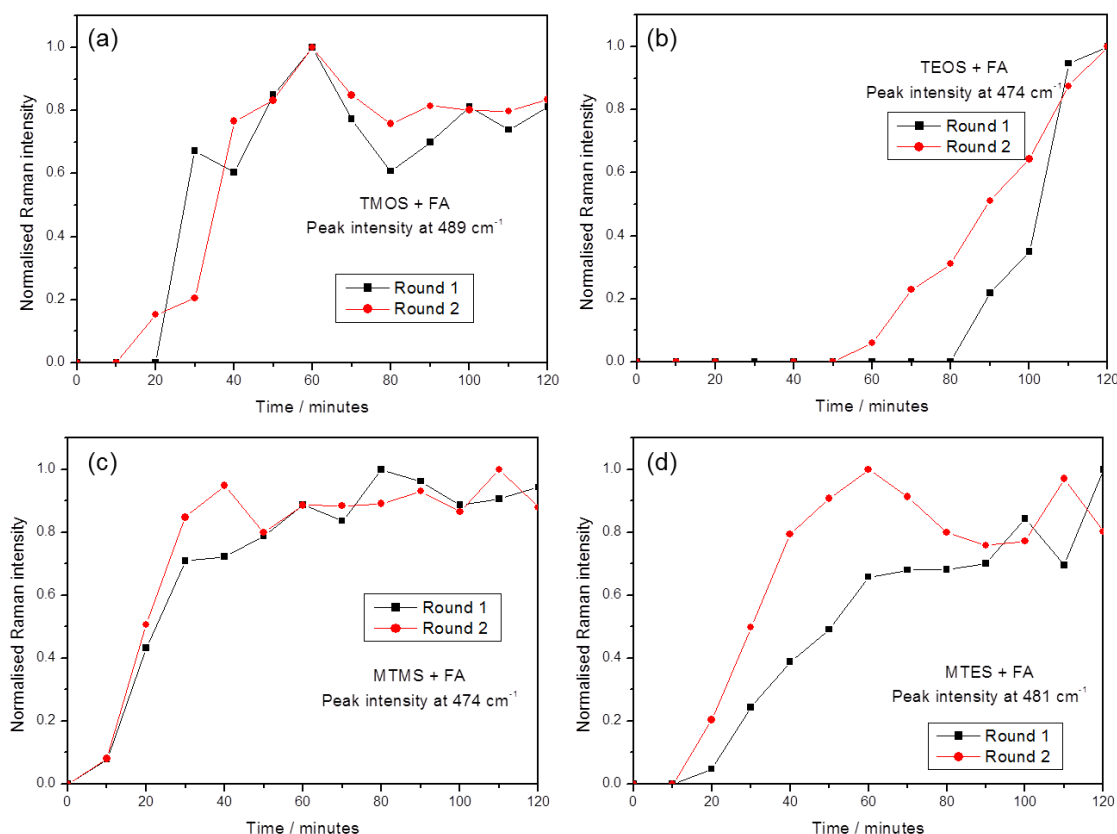 (a)
Normalised Raman intensity
1.0
0.8
0.6
0.4
0.2
0.0
TMOS + FA
Peak intensity at 489 cm⁻¹
Round 1
Round 2
0 20 40 60 80 100 120
Time / minutes
(b)
Normalised Raman intensity
1.0
0.8
0.6
0.4
0.2
0.0
TEOS + FA
Peak intensity at 474 cm⁻¹
Round 1
Round 2
0 20 40 60 80 100 120
Time / minutes
(c)
Normalised Raman intensity
1.0
0.8
0.6
0.4
0.2
0.0
Round 1
Round 2
MTMS + FA
Peak intensity at 474 cm⁻¹
0 20 40 60 80 100 120
Time / minutes
(d)
Normalised Raman intensity
1.0
0.8
0.6
0.4
0.2
0.0
MTES + FA
Peak intensity at 481 cm⁻¹
Round 1
Round 2
0 20 40 60 80 100 120
Time / minutes